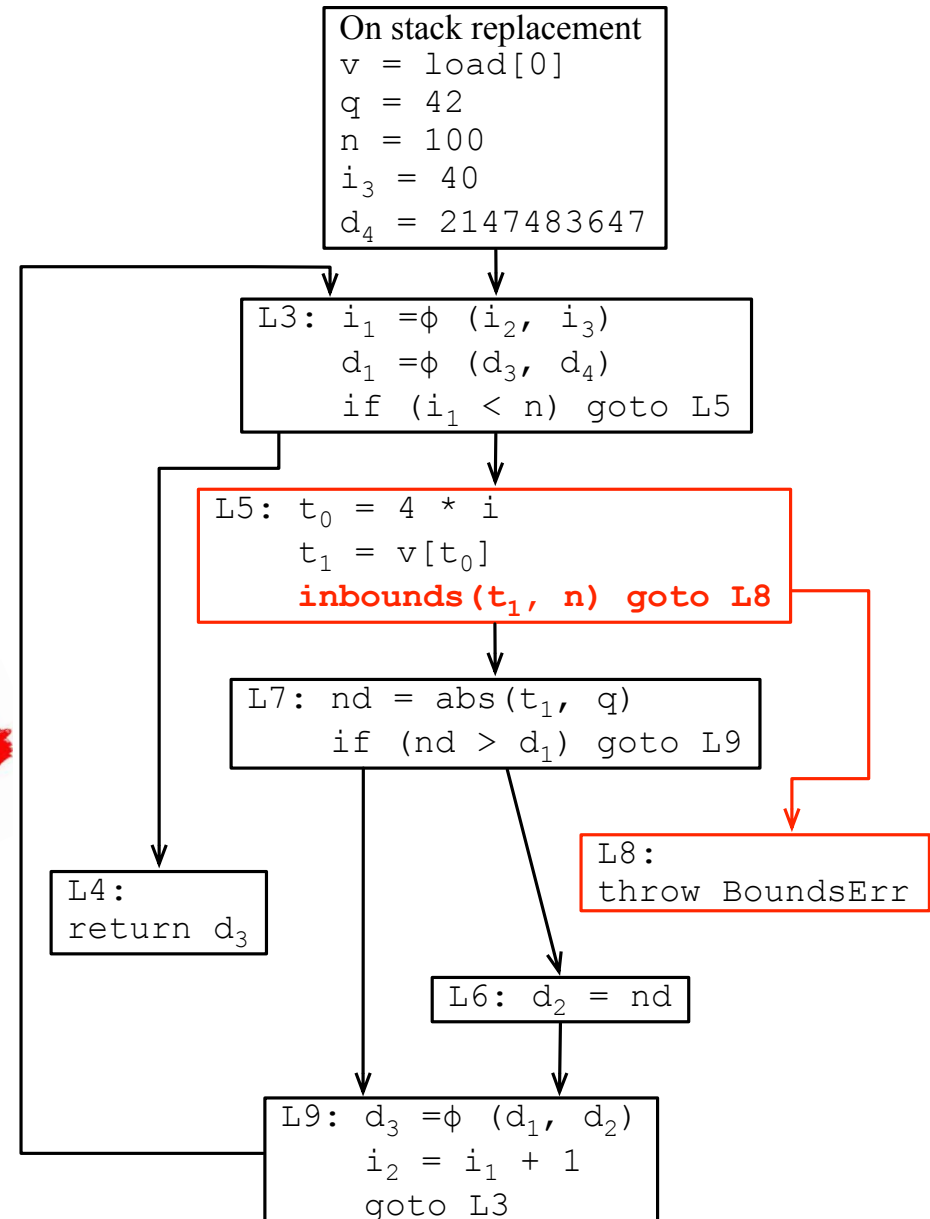 On stack replacement
v = load[0]
q = 42
n = 100
i₃ = 40
d₄ = 2147483647
L3: i₁ =ϕ (i₂, i₃)
d₁ =ϕ (d₃, d₄)
if (i₁ < n) goto L5
L5: t₀ = 4 * i
t₁ = v[t₀]
inbounds(t₁, n) goto L8
L7: nd = abs(t₁, q)
if (nd > d₁) goto L9
L8:
throw BoundsErr
L4:
return d₃
L6: d₂ = nd
L9: d₃ =ϕ (d₁, d₂)
i₂ = i₁ + 1
goto L3